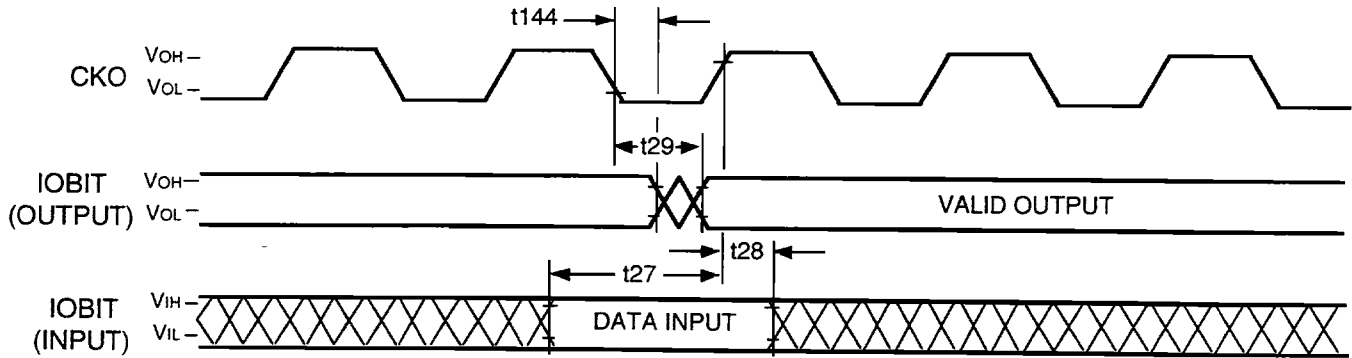 t144
CKO
VOH
VOL
t29
IOBIT
(OUTPUT)
VOH
VOL
VALID OUTPUT
t28
t27
IOBIT
(INPUT)
VIH
VIL
DATA INPUT